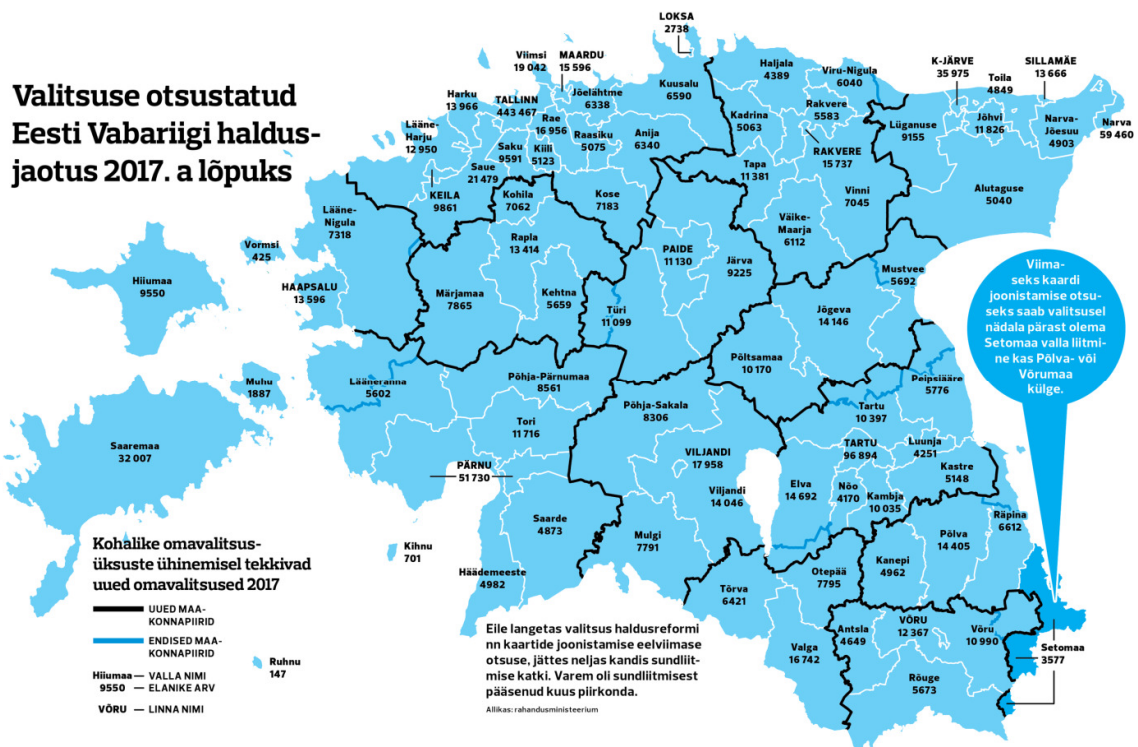 Valitsuse otsustatud
Eesti Vabariigi haldus-
jaotus 2017. a lõpuks
LOKSA
2738
Viimsi
19 042
MAARDU
15 596
Harku
13 966
TALLINN
443 467
Jõelähtme
6338
Kuusalu
6590
Haljala
4389
Viru-Nigula
6040
K-JÄRVE
35 975
Toila
4849
SILLAMÄE
13 666
Lääne-
Harju
12 950
Rae
16 956
Raasiku
5075
Anija
6340
Kadrina
5063
Rakvere
5583
Lüganuse
9155
Jõhvi
11 826
Narva-
Jõesuu
4903
Narva
59 460
Saku
9591
Kiili
5123
Saue
21 479
RAKVERE
15 737
Tapa
11 381
KEILA
9861
Kohila
7062
Kose
7183
Vinni
7045
Alutaguse
5040
Lääne-
Nigula
7318
Väike-
Maarja
6112
Vormsi
425
Rapla
13 414
PAIDE
11 130
Järva
9225
Hiiumaa
9550
HAAPSALU
13 596
Märjamaa
7865
Kehtna
5659
Türi
11 099
Jõgeva
14 146
Mustvee
5692
Viima-
seks kaardi
joonistamise otsu-
seks saab valitsusel
nädala pärast olema
Setomaa valla liitmi-
ne kas Põlva- või
Võrumaa
külge.
Põltsamaa
10 170
Muhu
1887
Lääneranna
5602
Põhja-Pärnumaa
8561
Peipsiääre
5776
Põhja-Sakala
8306
Tartu
10 397
Tori
11 716
Saaremaa
32 007
TARTU
96 894
Luunja
4251
PÄRNU
51 730
VILJANDI
17 958
Kastre
5148
Viljandi
14 046
Elva
14 692
Nõo
4170
Kambja
10 035
Saarde
4873
Räpina
6612
Kihnu
701
Mulgi
7791
Põlva
14 405
Kanepi
4962
Häädemeeste
4982
Otepää
7795
Tõrva
6421
Kohalike omavalitsus-
üksuste ühinemisel tekkivad
uued omavalitsused 2017
UUED MAA-
KONNAPIIRID
ENDISED MAA-
KONNAPIIRID
Hiiumaa — VALLA NIMI
9550 — ELANIKE ARV
VÕRU — LINNA NIMI
Ruhnu
147
Eile langetas valitsus haldusreformi
nn kaartide joonistamise eelviimase
otsuse, jättes neljas kandis sundliit-
mise katki. Varem oli sundliitmisest
pääsenud kuus piirkonda.
Allikas: rahandusministeerium
Valga
16 742
Antsla
4649
VÕRU
12 367
Võru
10 990
Setomaa
3577
Rõuge
5673